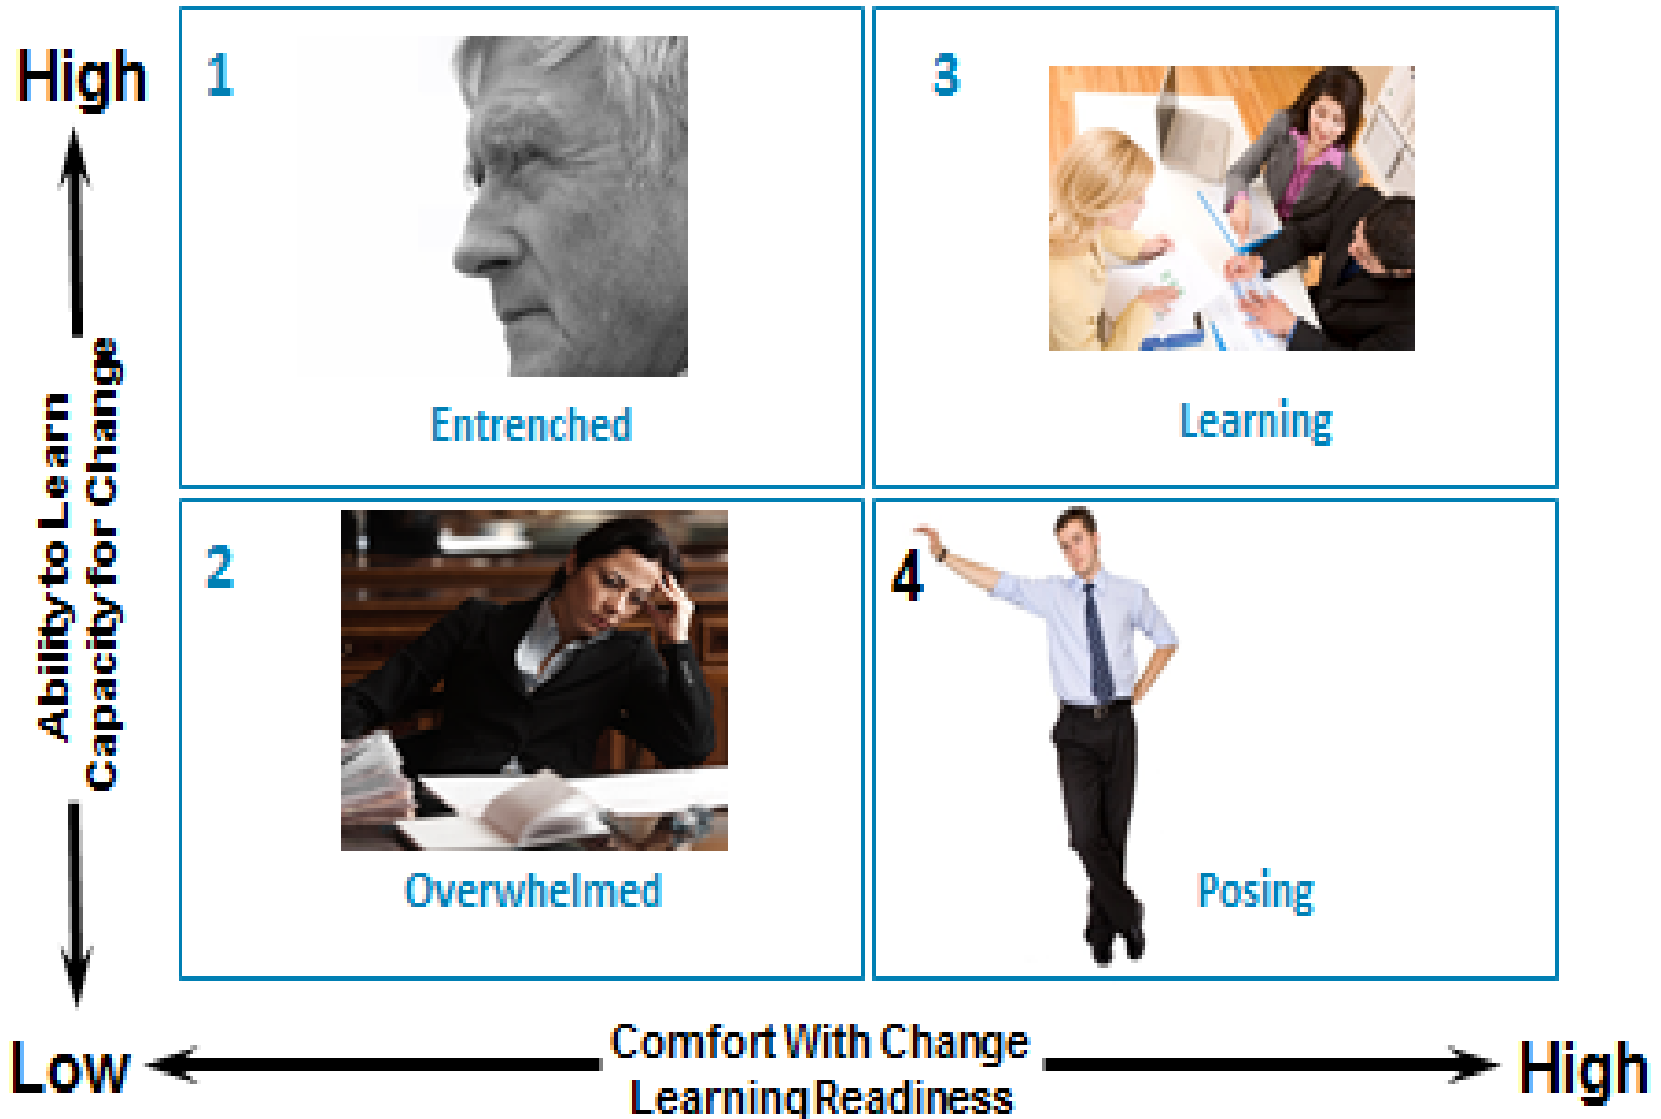 High
1
3
Entrenched
Learning
Ability to Learn
Capacity for Change
2
4
Overwhelmed
Posing
Low
Comfort With Change
Learning Readiness
High